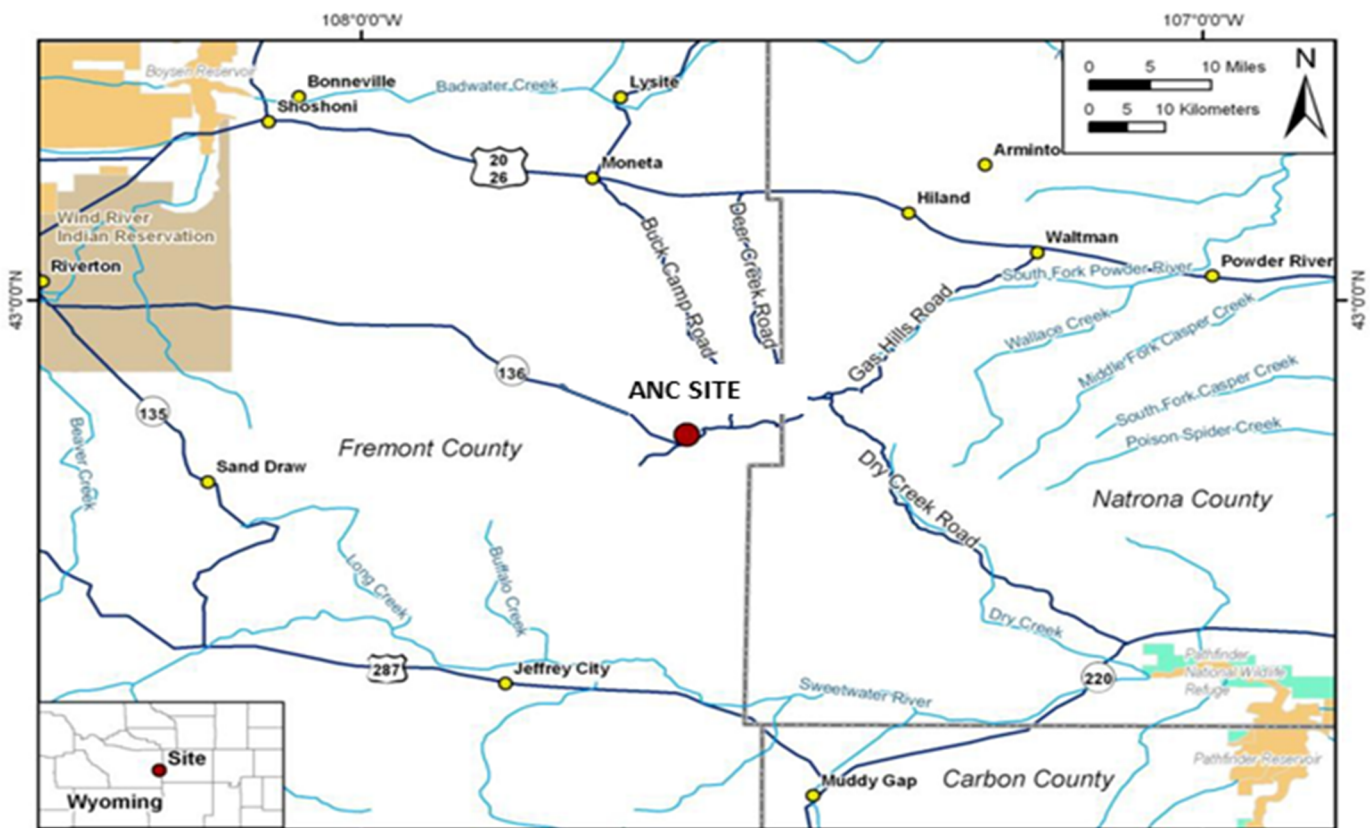 108°0'0"W
107°0'0"W
Boysen Reservoir
Bonneville
Badwater Creek
Lysite
Shoshoni
0 5 10 Miles
0 5 10 Kilometers
N
20
26
Moneta
Arminto
Hiland
Wind River
Indian Reservation
Buck Camp Road
Deer Creek Road
Waltman
Riverton
South Fork Powder River
Powder River
43°0'0"N
43°0'0"N
Gas Hills Road
Wallace Creek
Middle Fork Casper Creek
136
ANC SITE
South Fork Casper Creek
135
Poison Spider Creek
Beaver Creek
Fremont County
Sand Draw
Dry Creek Road
Natrona County
Long Creek
Buffalo Creek
Dry Creek
287
Jeffrey City
220
Pathfinder
National Wildlife
Refuge
Sweetwater River
Site
Wyoming
Muddy Gap
Carbon County
Pathfinder Reservoir